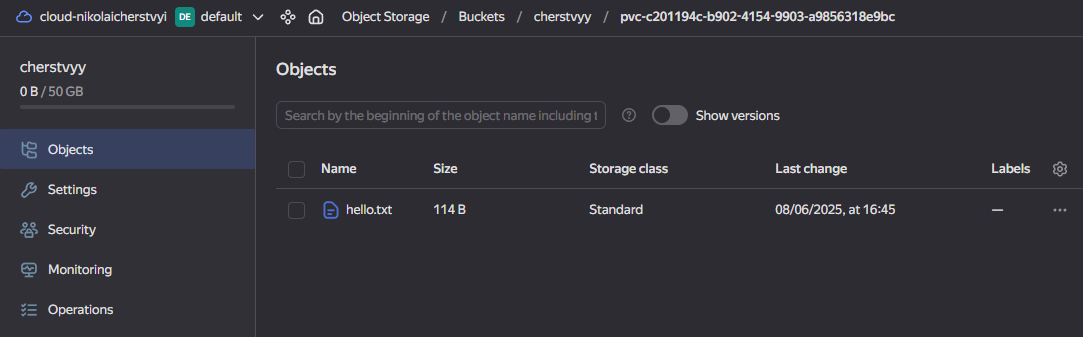 cloud-nikolaicherstvyi DE default Object Storage / Buckets / cherstvyy / pvc-c201194c-b902-4154-9903-a9856318e9bc
cherstvyy
0 B / 50 GB
Objects
Settings
Security
Monitoring
Operations
Objects
Search by the beginning of the object name including t
Show versions
Name Size Storage class Last change Labels
hello.txt 114 B Standard 08/06/2025, at 16:45 —